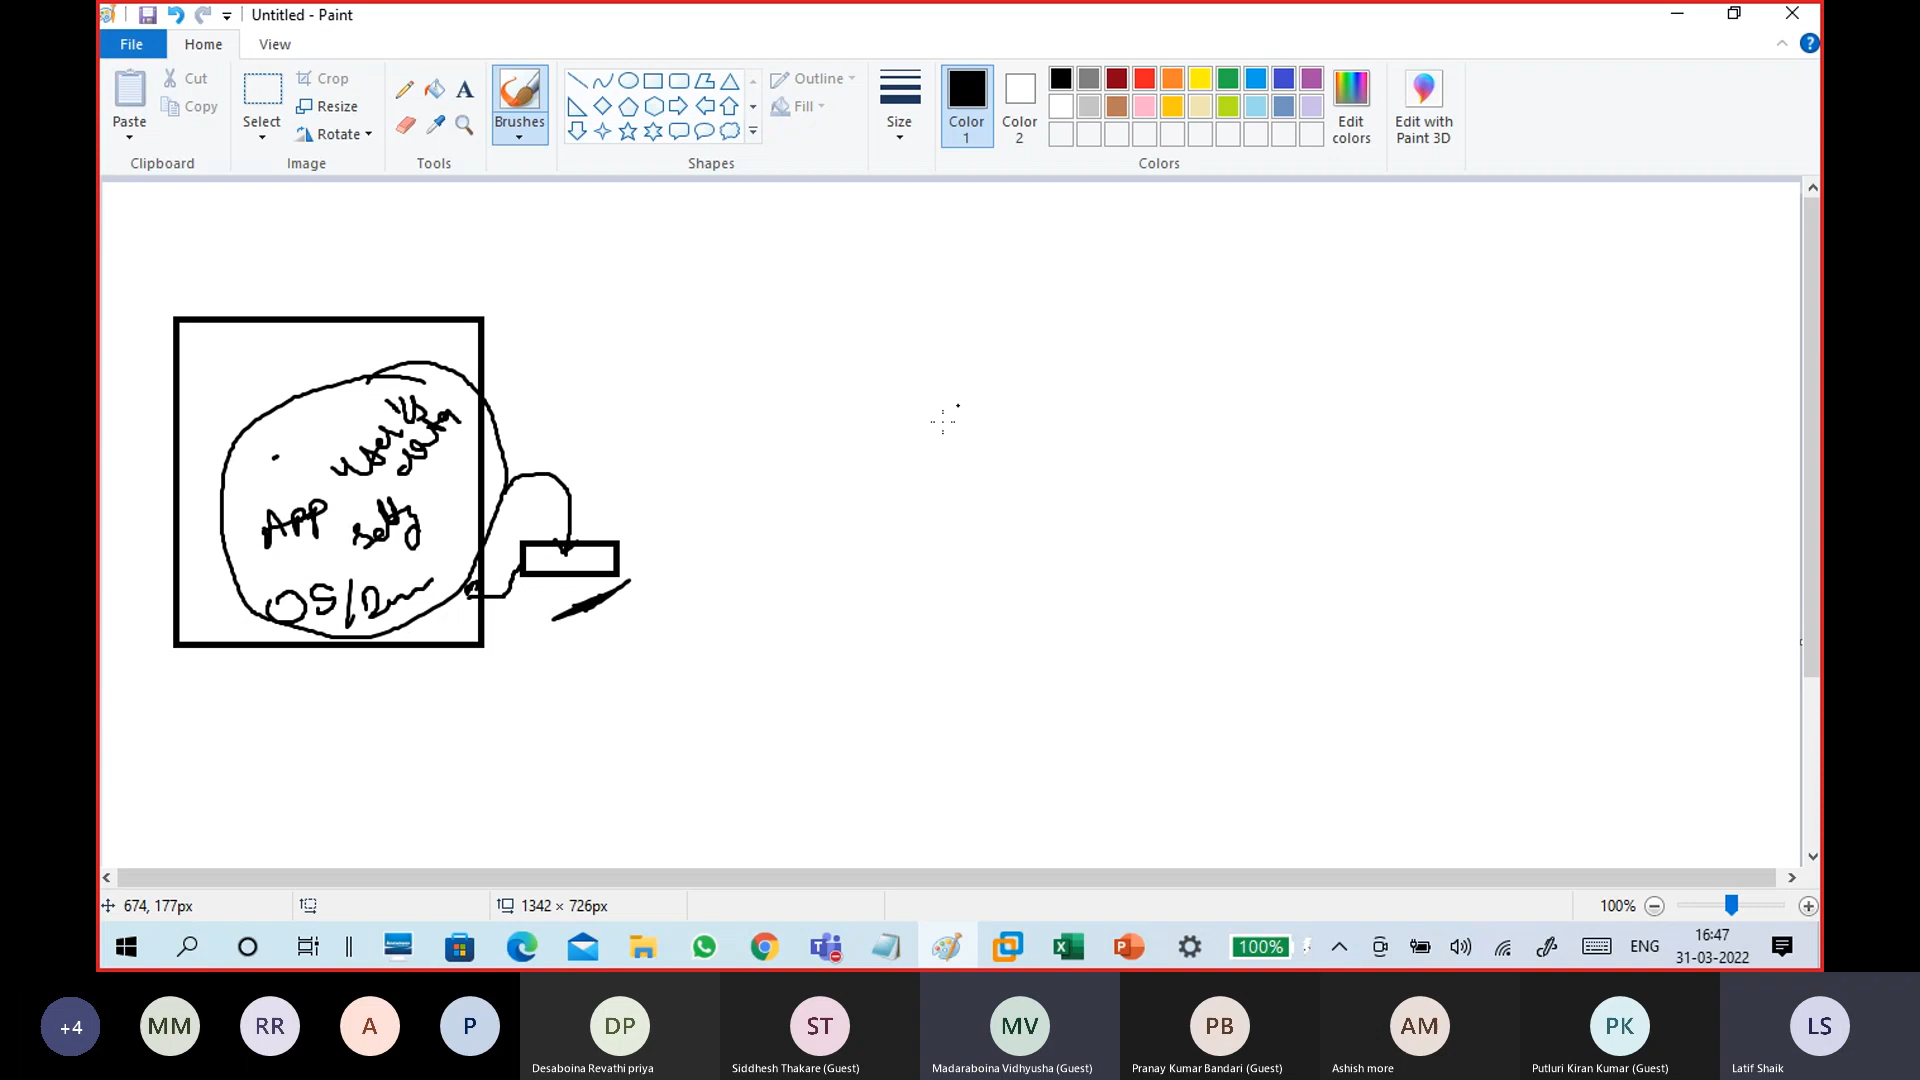 Untitled - Paint
File Home View
Paste Cut Copy Clipboard
Select Crop Resize Rotate Image
Tools
Brushes
Outline Fill Shapes
Size
Color 1 Color 2 Edit colors Colors
Edit with Paint 3D
User
data
APP
OS/
674, 177px
1342 × 726px
100%
100%
ENG
16:47
31-03-2022
+4 MM RR A P DP ST MV PB AM PK LS
Desaboina Revathi priya
Siddhesh Thakare (Guest)
Madaraboina Vidhyusha (Guest)
Pranay Kumar Bandari (Guest)
Ashish more
Putluri Kiran Kumar (Guest)
Latif Shaik